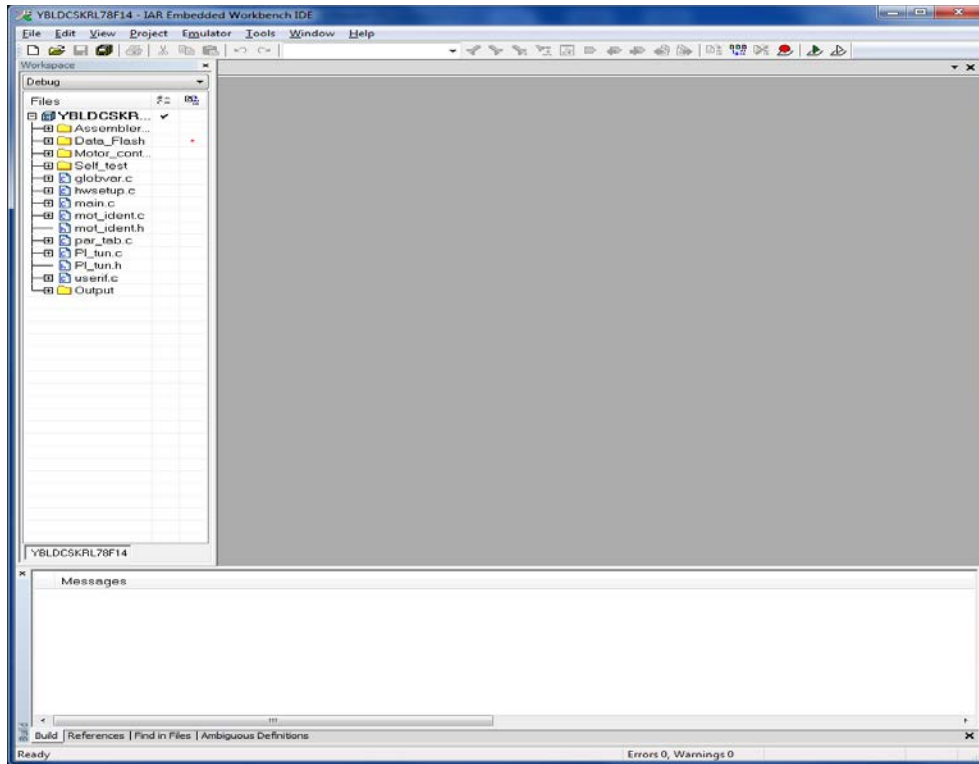 YBLDCSKRL78F14 - IAR Embedded Workbench IDE
File Edit View Project Emulator Tools Window Help
Workspace
Debug
Files
YBLDCSKR...
Assembler...
Data_Flash
Motor_cont...
Self_test
globvar.c
hwsetup.c
main.c
mot_ident.c
mot_ident.h
par_tab.c
PI_tun.c
PI_tun.h
userif.c
Output
YBLDCSKRL78F14
Messages
Build
Build References Find in Files Ambiguous Definitions
Ready Errors 0, Warnings 0